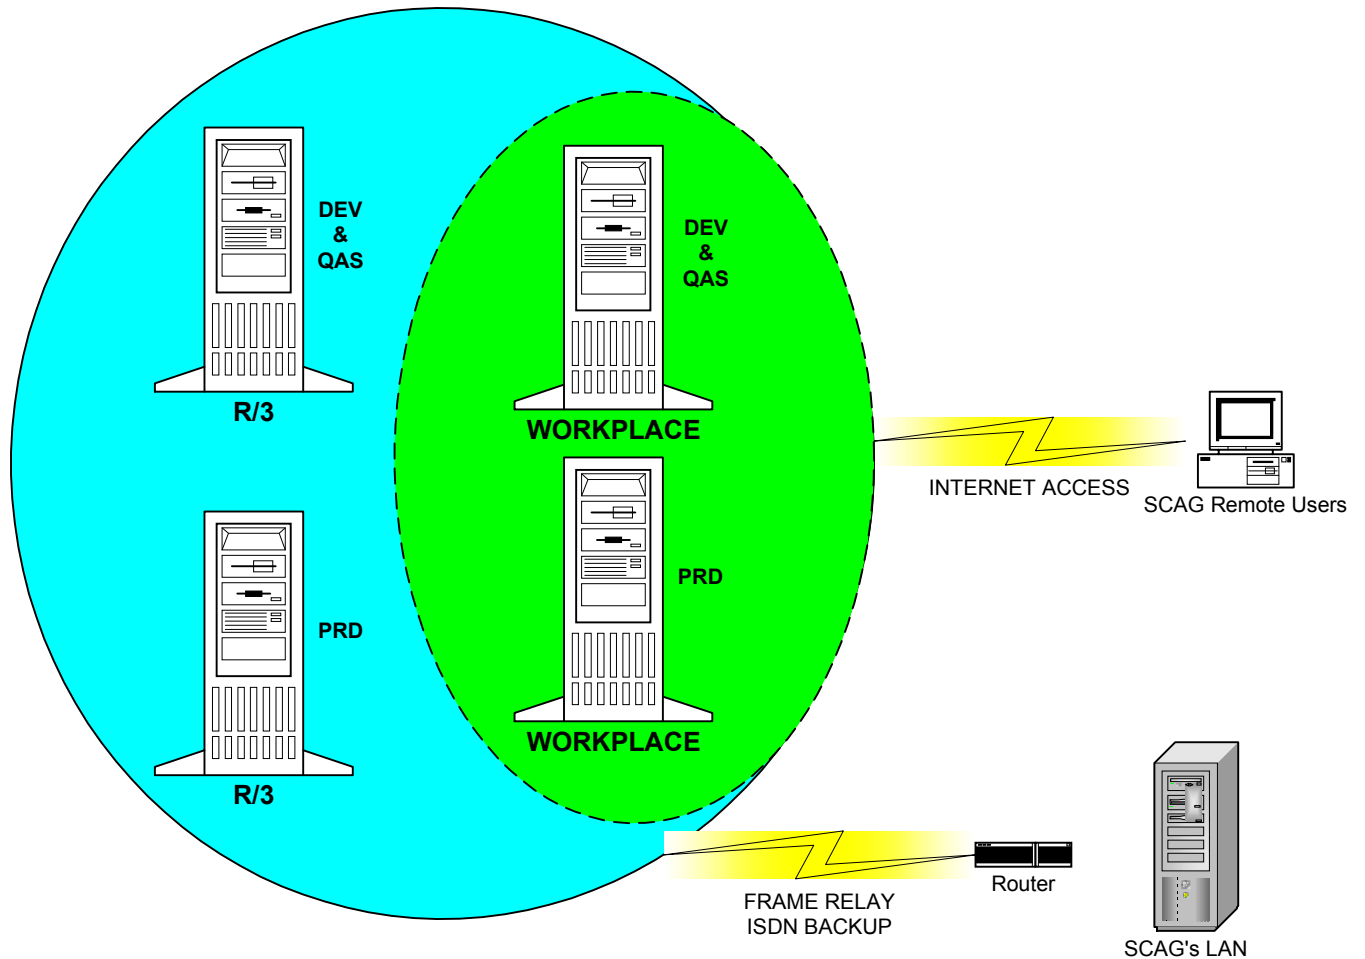 DEV
&
QAS
R/3
DEV
&
QAS
WORKPLACE
INTERNET ACCESS
SCAG Remote Users
PRD
R/3
PRD
WORKPLACE
FRAME RELAY
ISDN BACKUP
Router
SCAG's LAN